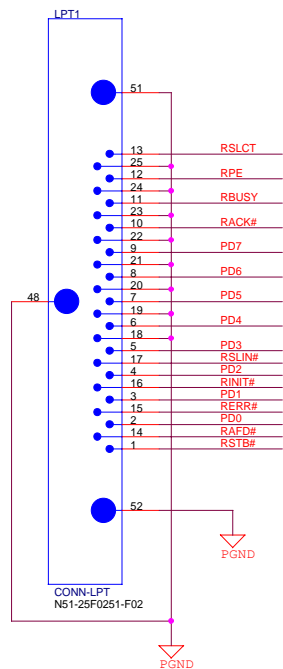 LPT1
51
13 RSLCT
25
12 RPE
24
11 RBUSY
23
10 RACK#
22
9 PD7
21
8 PD6
20
48
7 PD5
19
6 PD4
18
5 PD3
17 RSLIN#
4 PD2
16 RINIT#
3 PD1
15 RERR#
2 PD0
14 RAFD#
1 RSTB#
52
PGND
CONN-LPT
N51-25F0251-F02
PGND